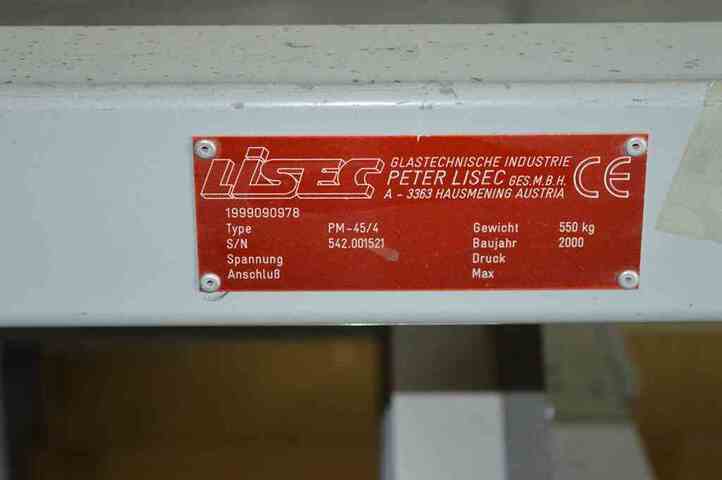 LISEC
GLASTECHNISCHE INDUSTRIE
PETER LISEC GES.M.B.H.
A - 3363 HAUSMENING AUSTRIA
CE
1999090978
Type PM-45/4 Gewicht 550 kg
S/N 542.001521 Baujahr 2000
Spannung Druck
Anschluß Max